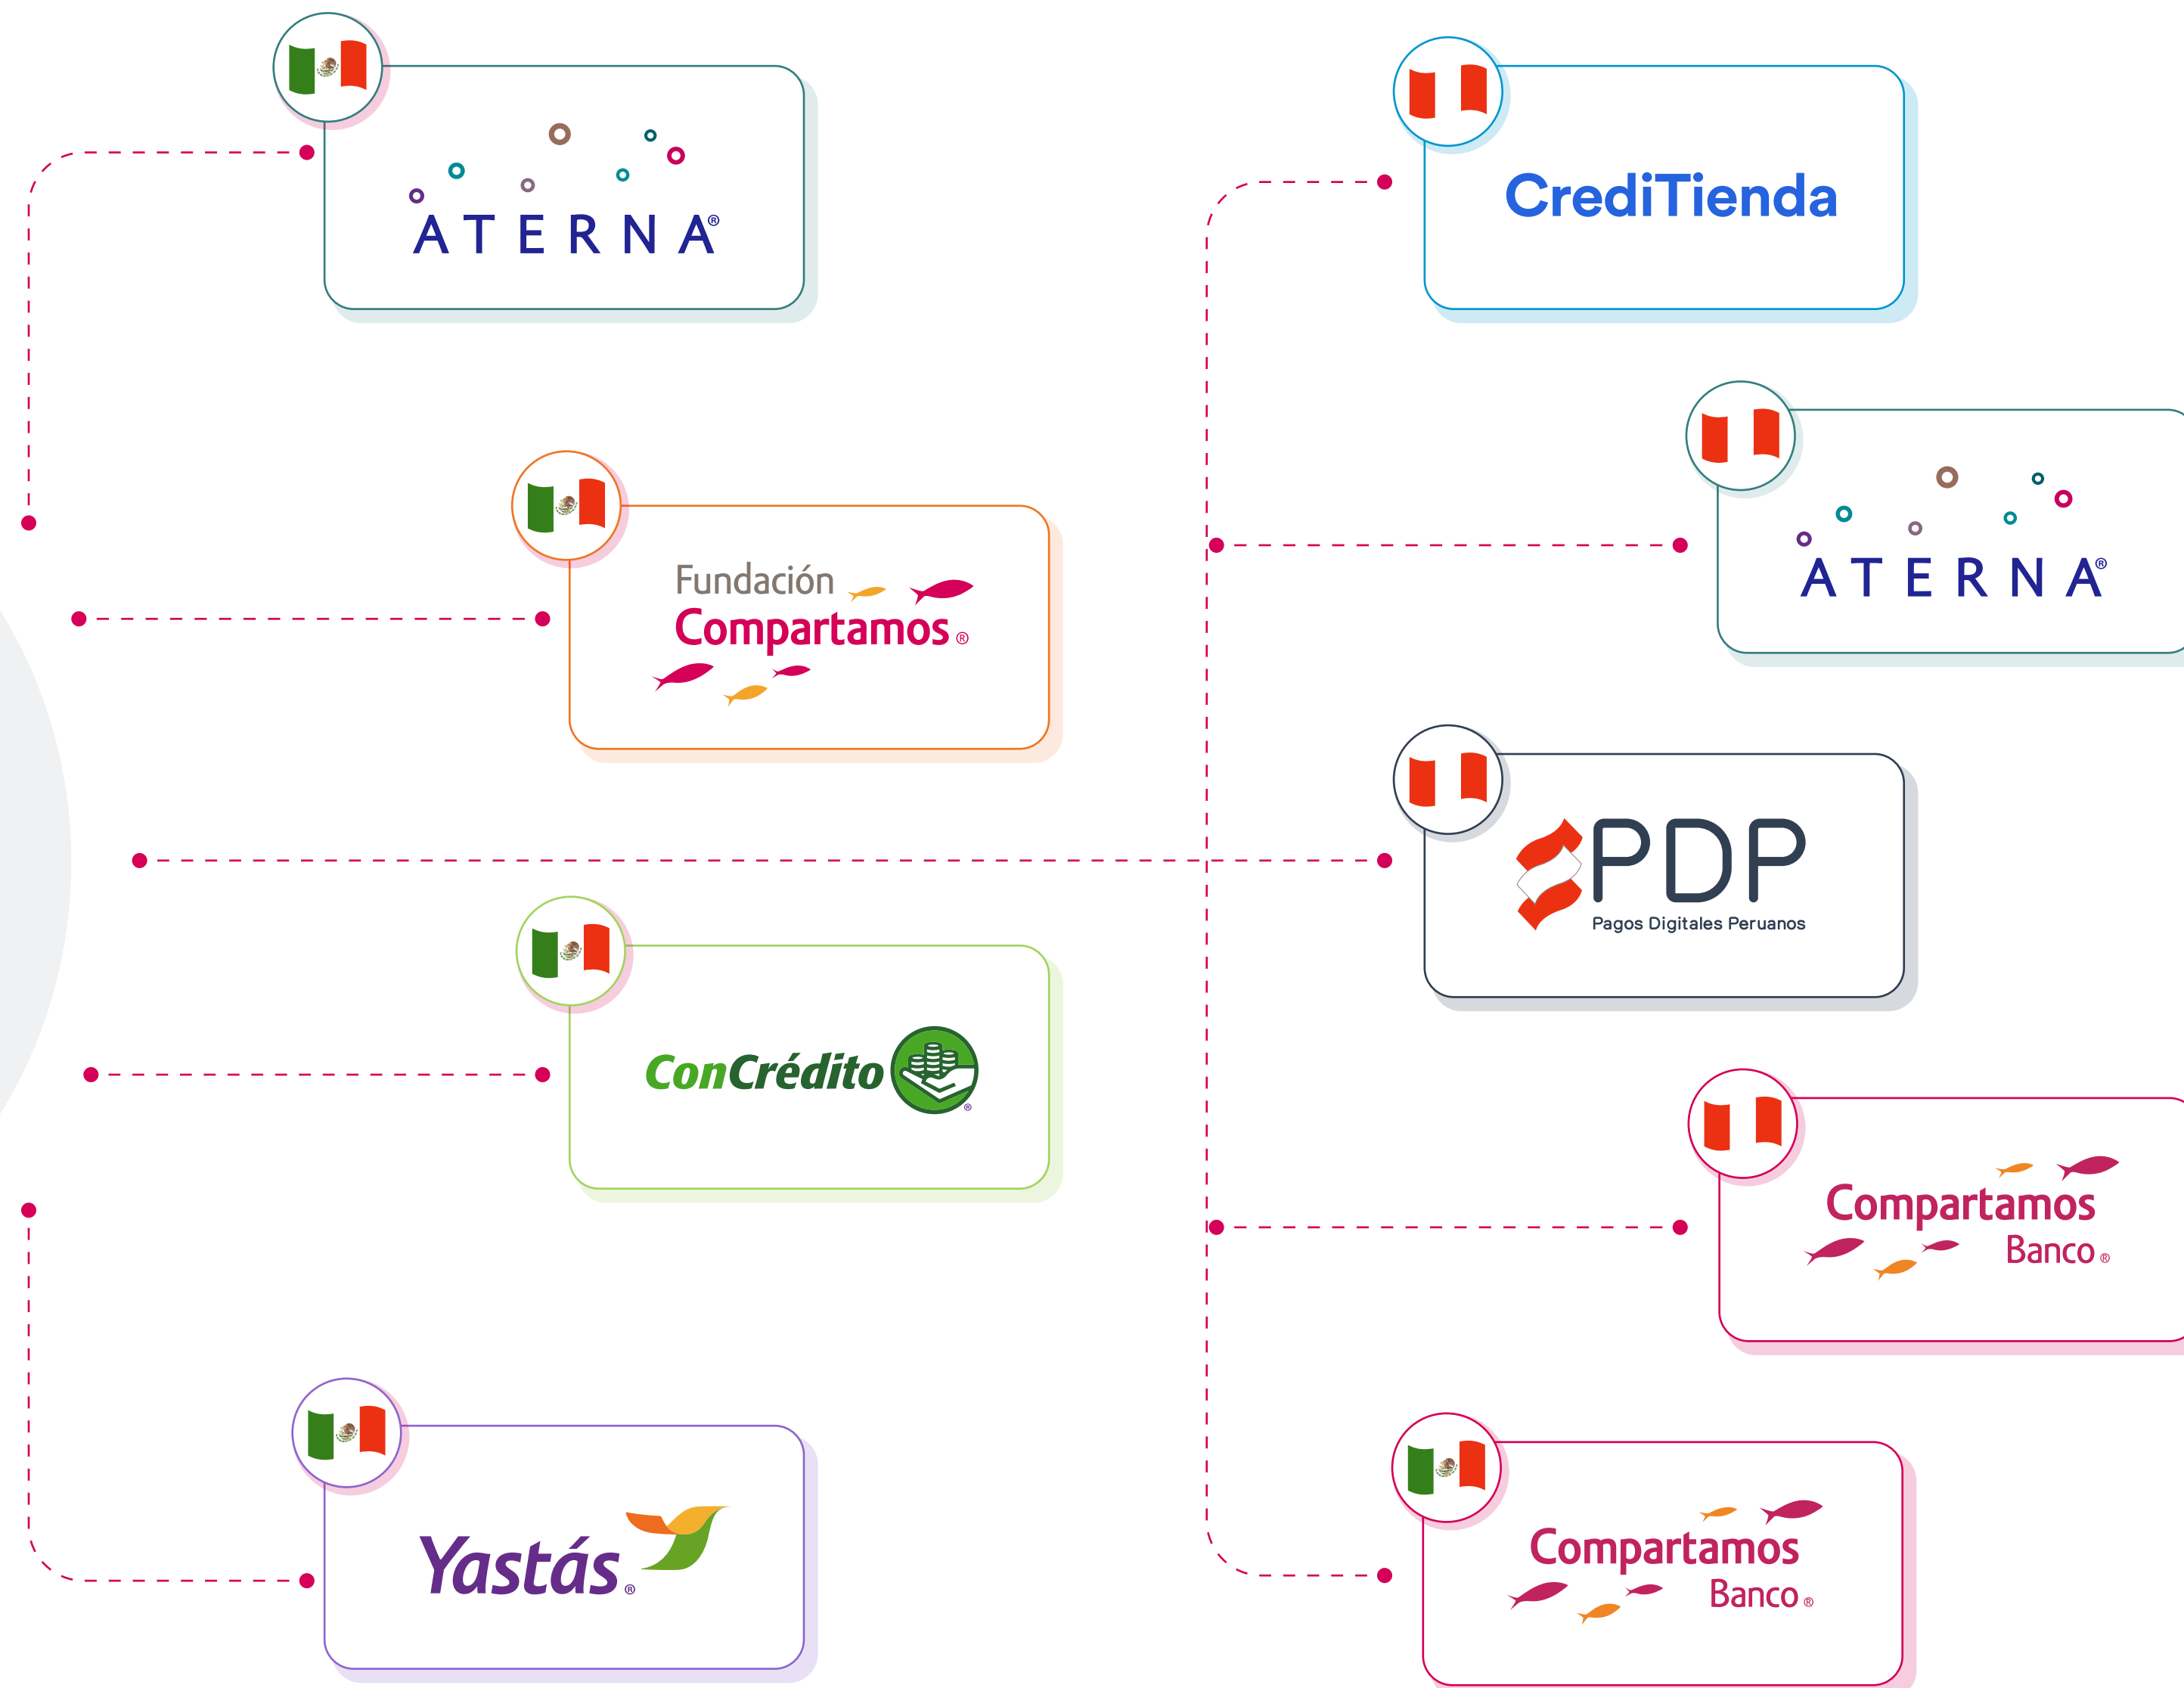 ATERNA®
Fundación
Compartamos®
ConCrédito®
Yastás®
CrediTienda
ATERNA®
PDP
Pagos Digitales Peruanos
Compartamos
Banco®
Compartamos
Banco®